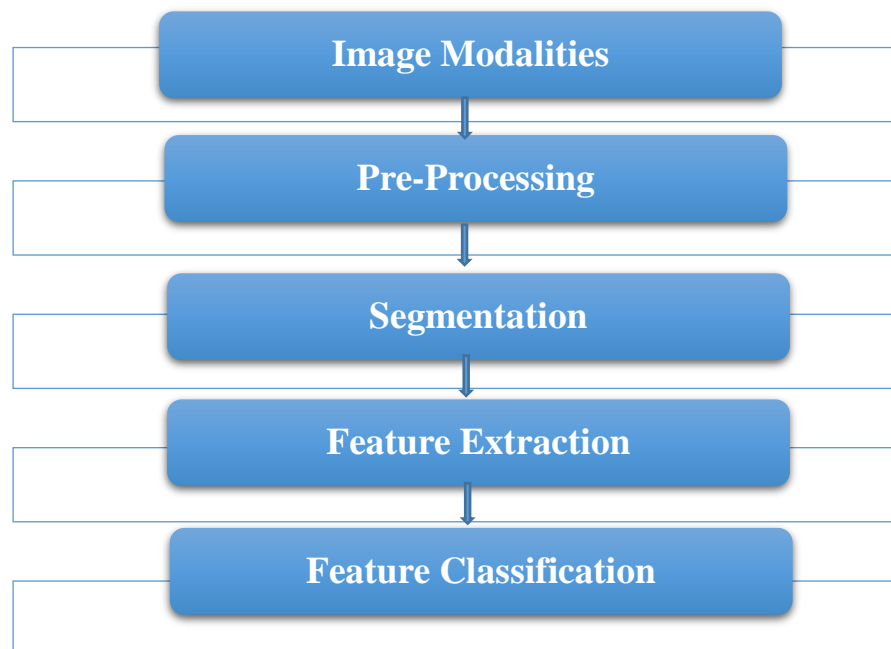 Image Modalities
Pre-Processing
Segmentation
Feature Extraction
Feature Classification